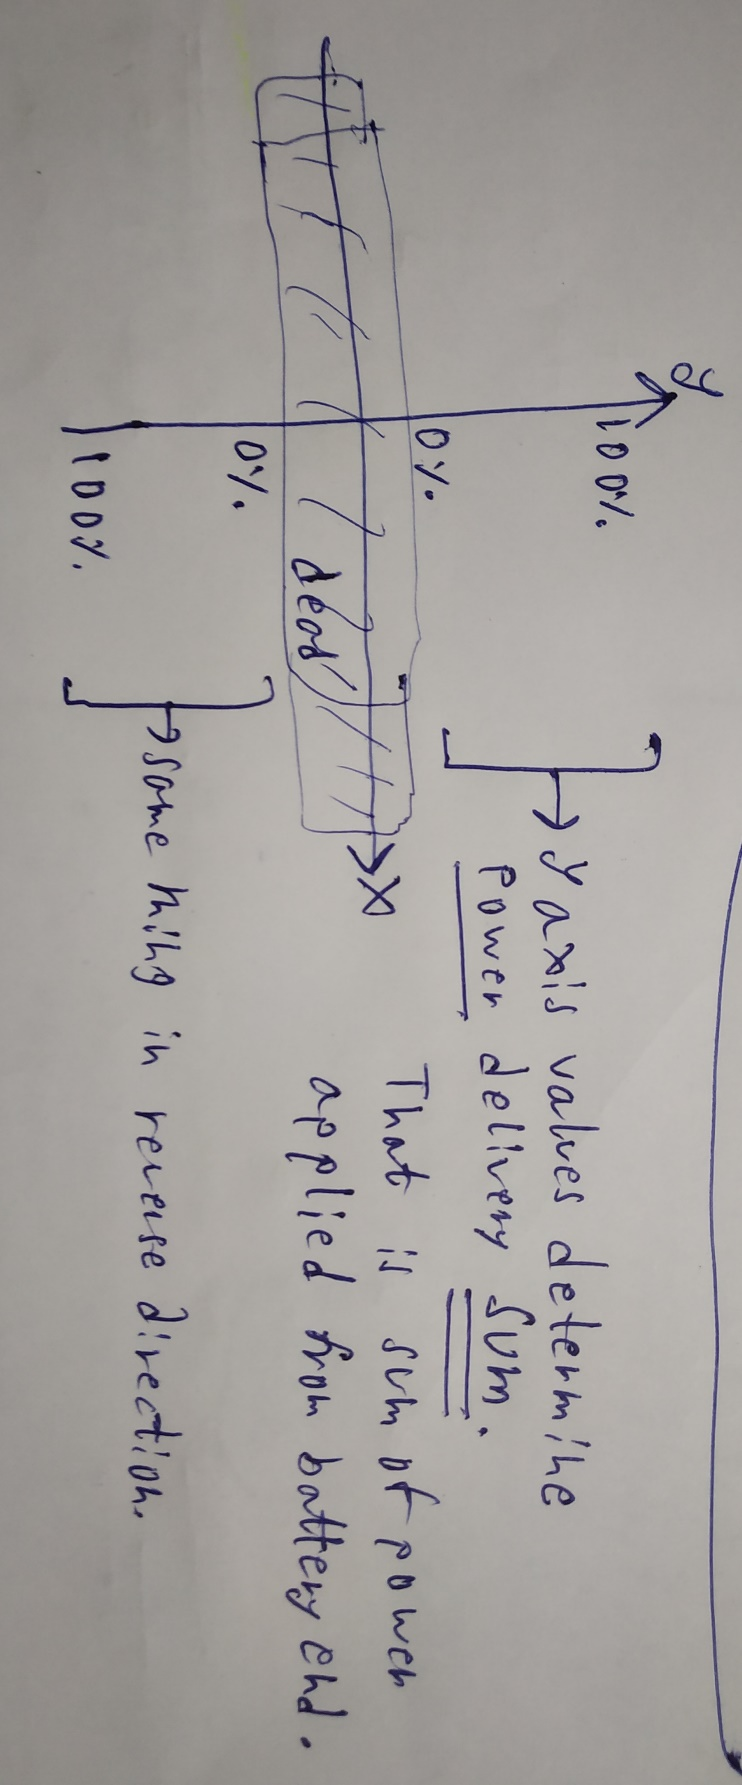 y
100%
0%
0%
100%
dead
X
y axis values determine
power delivery sum.
That is sum of power
applied from battery end.
same thing in reverse direction.